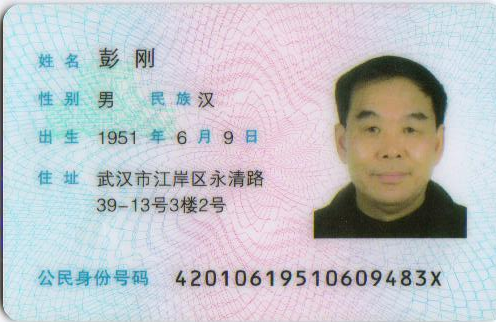 姓名 彭刚
性别 男 民族 汉
出生 1951 年 6 月 9 日
住址 武汉市江岸区永清路
39-13号3楼2号
公民身份号码 42010619510609483X